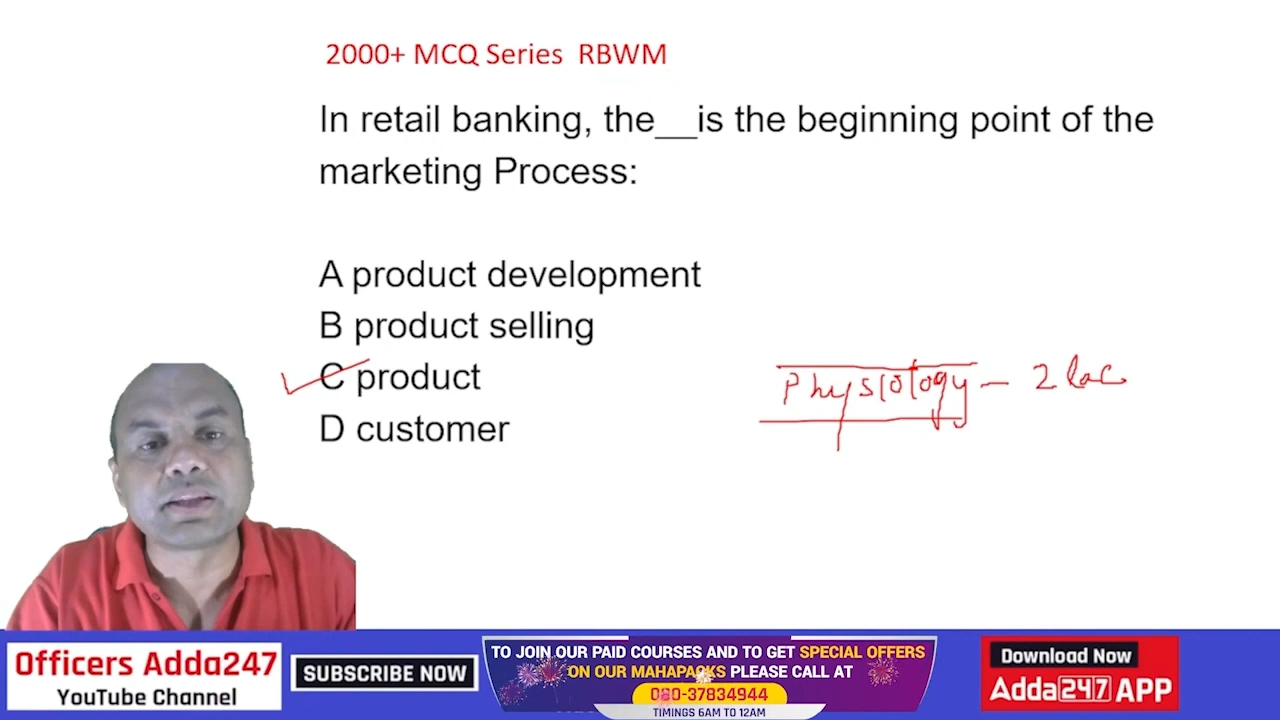 2000+ MCQ Series RBWM
In retail banking, the__is the beginning point of the
marketing Process:
A product development
B product selling
C product
D customer
Physiology — 2 lac
Officers Adda247
YouTube Channel
SUBSCRIBE NOW
TO JOIN OUR PAID COURSES AND TO GET SPECIAL OFFERS
ON OUR MAHAPACKS PLEASE CALL AT
080-37834944
TIMINGS 6AM TO 12AM
Download Now
Adda247 APP